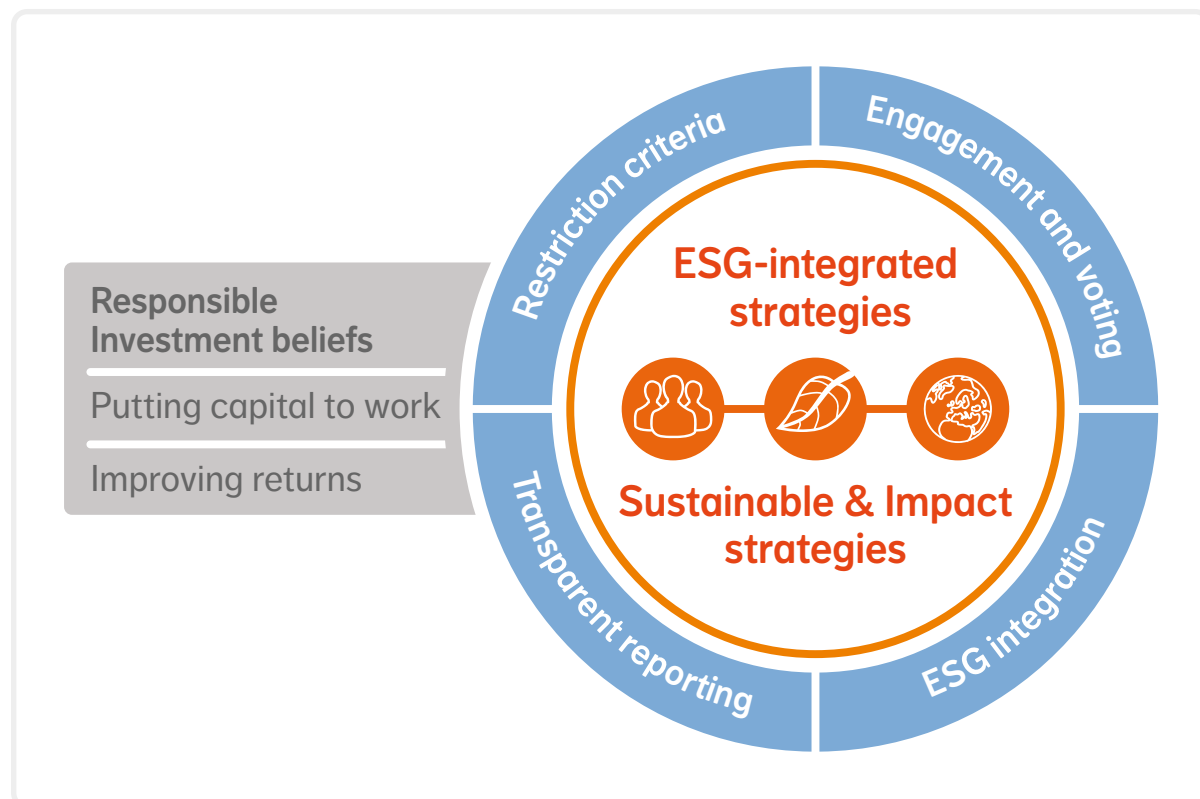 Responsible
Investment beliefs
Putting capital to work
Improving returns
Restriction criteria
Engagement and voting
ESG integration
Transparent reporting
ESG-integrated
strategies
Sustainable & Impact
strategies